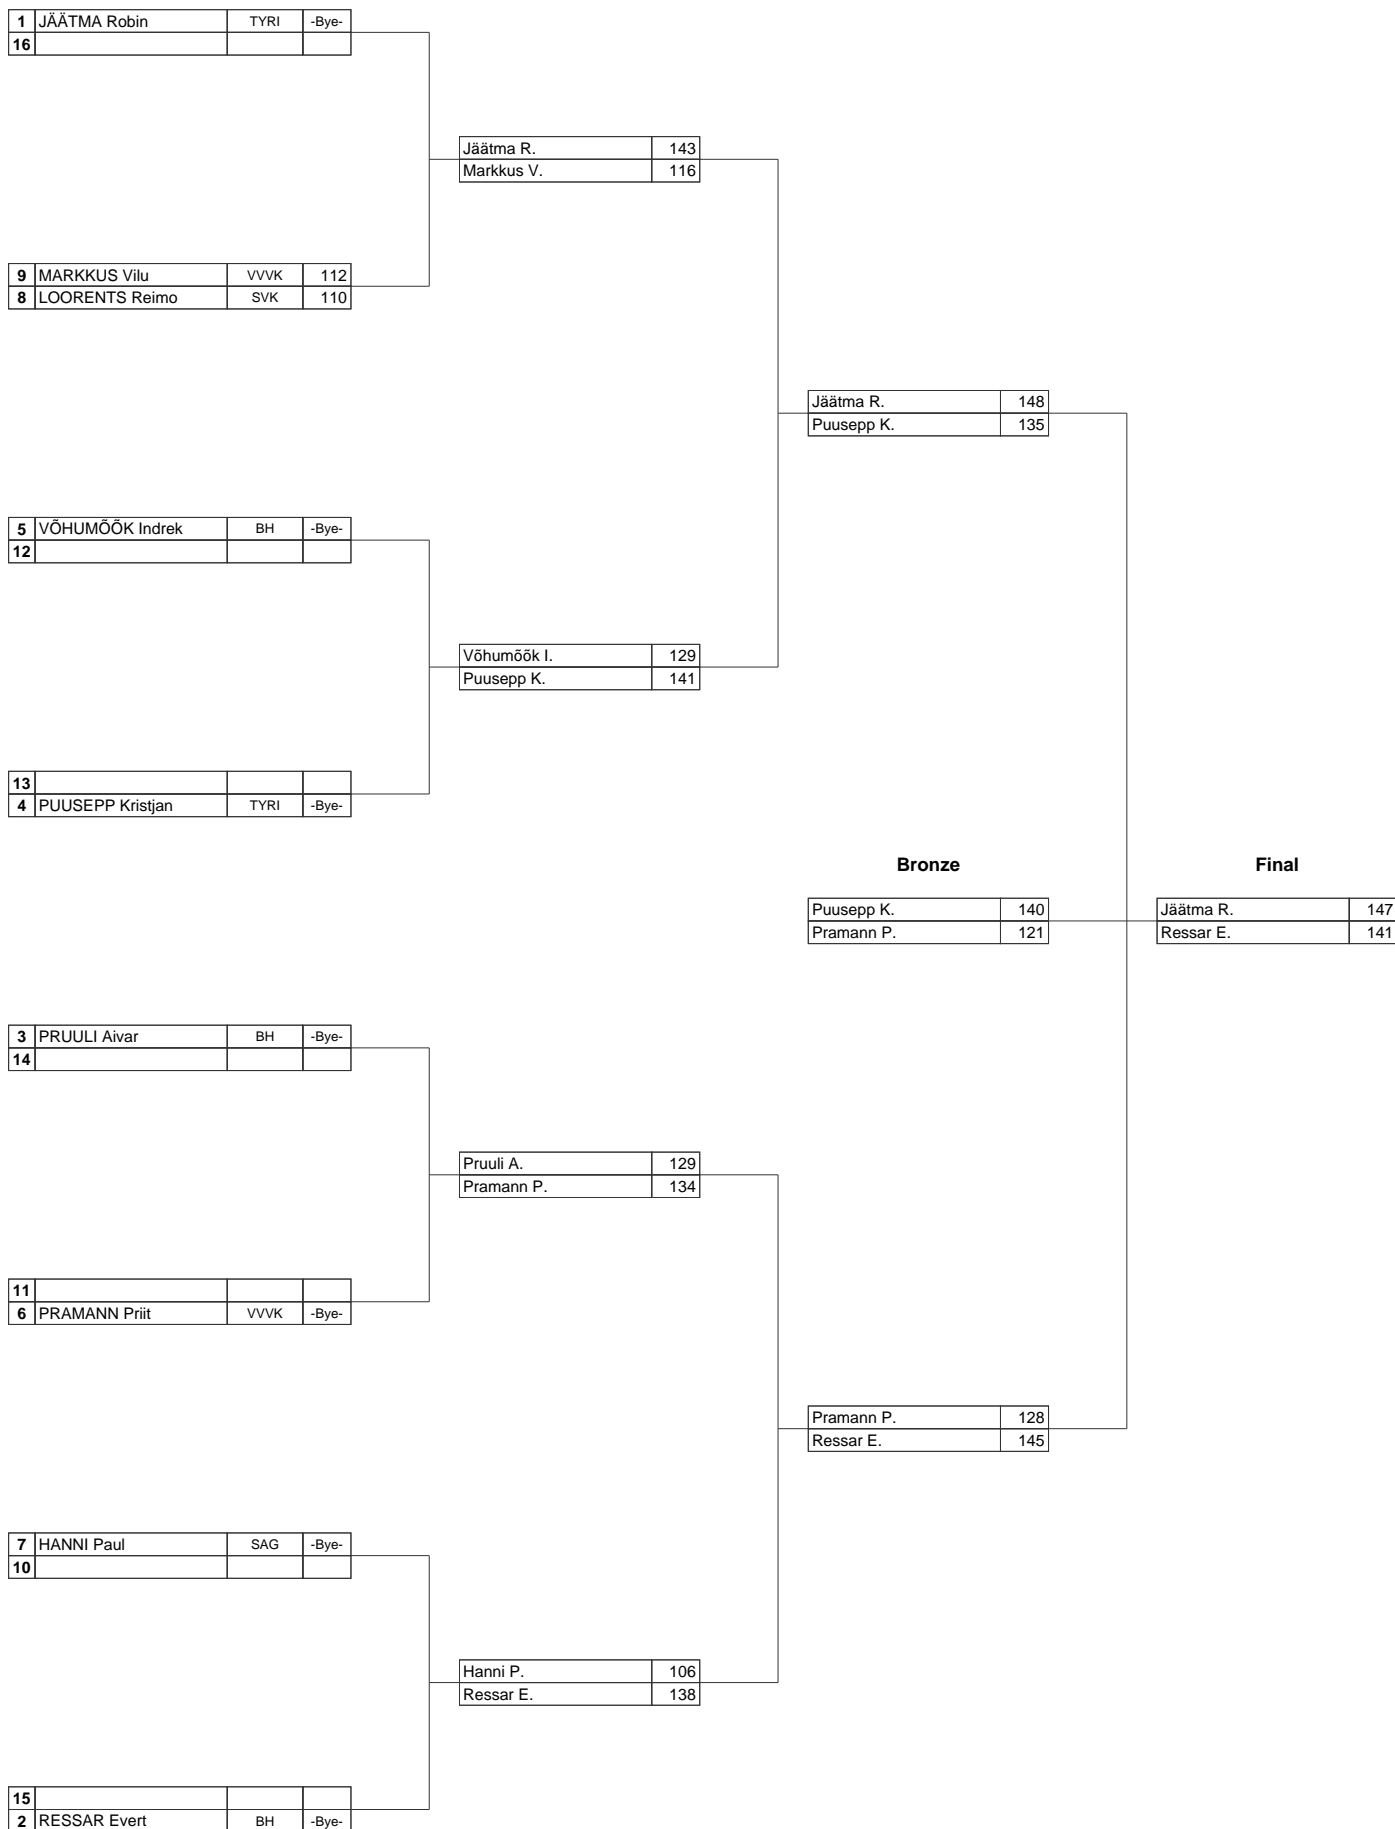 1 JÄÄTMA Robin TYRI -Bye-
16
Jäätma R. 143
Markkus V. 116
9 MARKKUS Vilu VVVK 112
8 LOORENTS Reimo SVK 110
Jäätma R. 148
Puusepp K. 135
5 VÕHUMÕÕK Indrek BH -Bye-
12
Võhumõõk I. 129
Puusepp K. 141
13
4 PUUSEPP Kristjan TYRI -Bye-
Bronze Final
Puusepp K. 140 Jäätma R. 147
Pramann P. 121 Ressar E. 141
3 PRUULI Aivar BH -Bye-
14
Pruuli A. 129
Pramann P. 134
11
6 PRAMANN Priit VVVK -Bye-
Pramann P. 128
Ressar E. 145
7 HANNI Paul SAG -Bye-
10
Hanni P. 106
Ressar E. 138
15
2 RESSAR Evert BH -Bye-